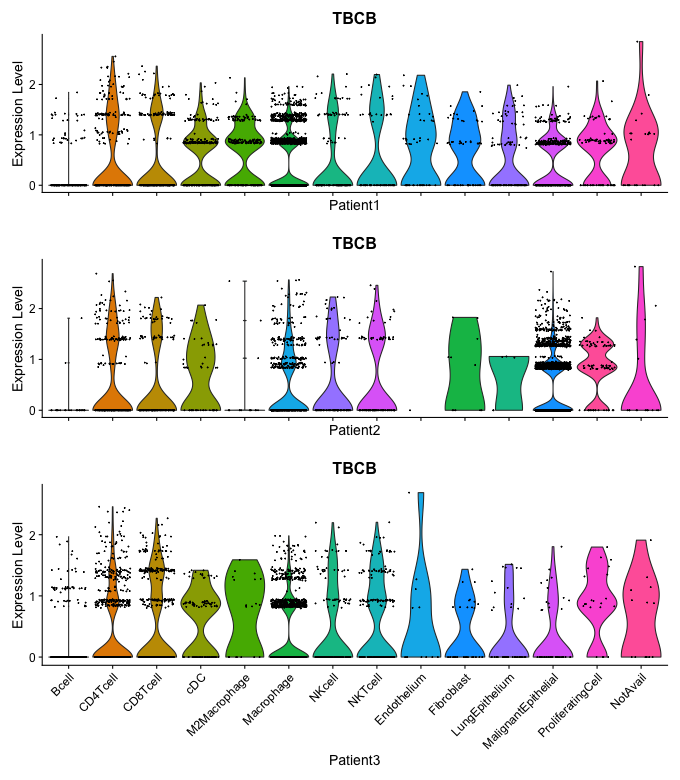 TBCB
2
1
0
Expression Level
Patient1
TBCB
2
1
0
Expression Level
Patient2
TBCB
2
1
0
Expression Level
Bcell
CD4Tcell
CD8Tcell
cDC
M2Macrophage
Macrophage
NKcell
NKTcell
Endothelium
Fibroblast
LungEpithelium
MalignantEpithelial
ProliferatingCell
NotAvail
Patient3